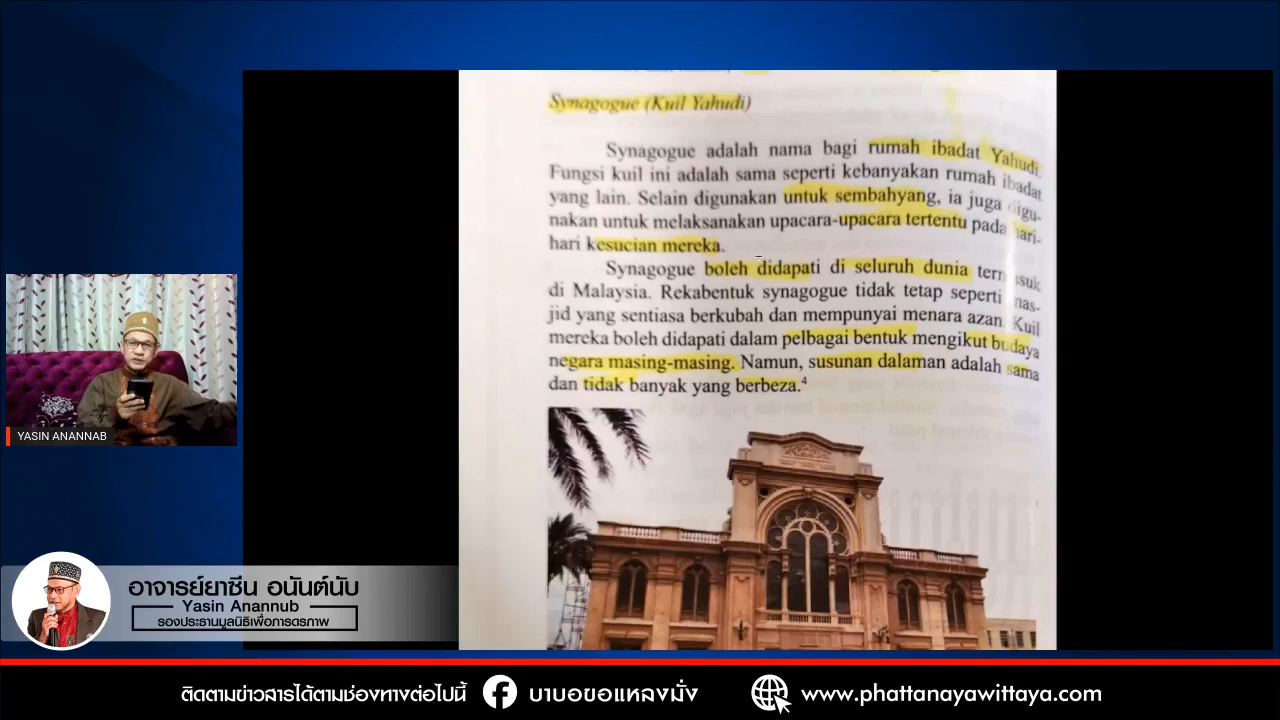 Synagogue (Kuil Yahudi)
Synagogue adalah nama bagi rumah ibadat Yahudi.
Fungsi kuil ini adalah sama seperti kebanyakan rumah ibadat
yang lain. Selain digunakan untuk sembahyang, ia juga digu-
nakan untuk melaksanakan upacara-upacara tertentu pada hari-
hari kesucian mereka.
Synagogue boleh didapati di seluruh dunia termasuk
di Malaysia. Rekabentuk synagogue tidak tetap seperti mas-
jid yang sentiasa berkubah dan mempunyai menara azan. Kuil
mereka boleh didapati dalam pelbagai bentuk mengikut budaya
negara masing-masing. Namun, susunan dalaman adalah sama
dan tidak banyak yang berbeza.⁴
YASIN ANANNAB
อาจารย์ยาซีน อนันต์นับ
Yasin Anannub
รองประธานมูลนิธิเพื่อการดรภาพ
ติดตามข่าวสารได้ตามช่องทางต่อไปนี้ บาบอขอแหลงมั่ง www.phattanayawittaya.com